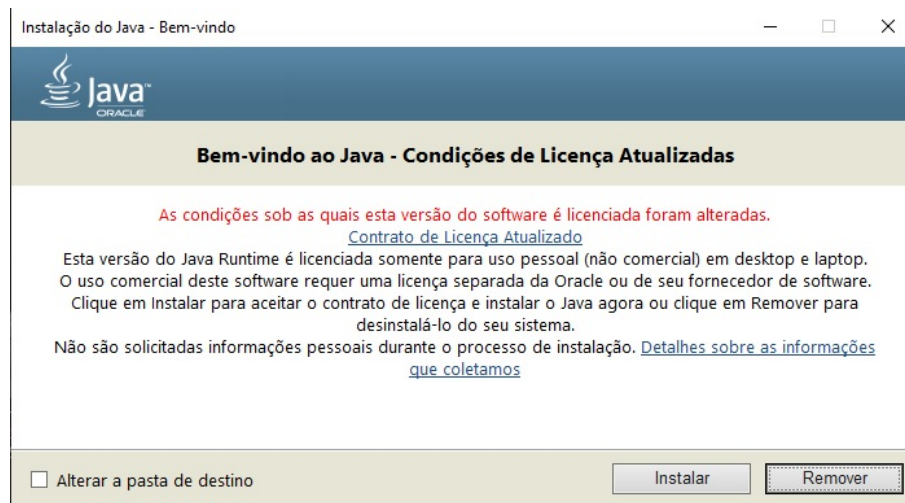 Instalação do Java - Bem-vindo
Java™
ORACLE
Bem-vindo ao Java - Condições de Licença Atualizadas
As condições sob as quais esta versão do software é licenciada foram alteradas.
Contrato de Licença Atualizado
Esta versão do Java Runtime é licenciada somente para uso pessoal (não comercial) em desktop e laptop.
O uso comercial deste software requer uma licença separada da Oracle ou de seu fornecedor de software.
Clique em Instalar para aceitar o contrato de licença e instalar o Java agora ou clique em Remover para
desinstalá-lo do seu sistema.
Não são solicitadas informações pessoais durante o processo de instalação. Detalhes sobre as informações
que coletamos
Alterar a pasta de destino
Instalar
Remover